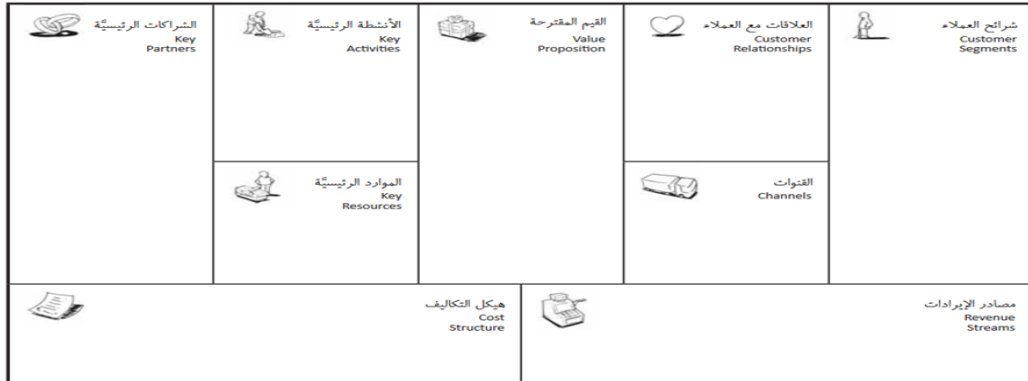 الشراكات الرئيسيَّة
Key
Partners
الأنشطة الرئيسيَّة
Key
Activities
القيم المقترحة
Value
Proposition
العلاقات مع العملاء
Customer
Relationships
شرائح العملاء
Customer
Segments
الموارد الرئيسيَّة
Key
Resources
القنوات
Channels
هيكل التكاليف
Cost
Structure
مصادر الإيرادات
Revenue
Streams